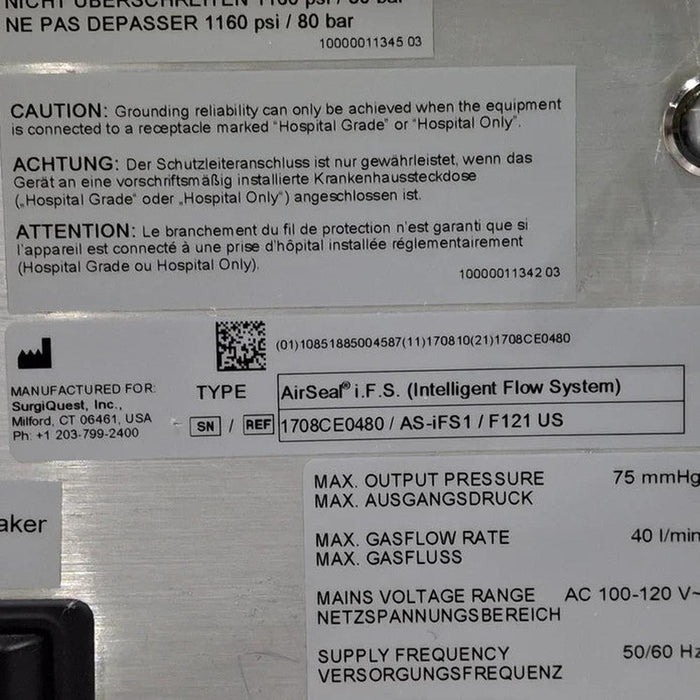 NICHT ÜBERSCHREITEN 1160 psi / 80 bar
NE PAS DEPASSER 1160 psi / 80 bar
10000011345 03
CAUTION: Grounding reliability can only be achieved when the equipment
is connected to a receptacle marked "Hospital Grade" or "Hospital Only".
ACHTUNG: Der Schutzleiteranschluss ist nur gewährleistet, wenn das
Gerät an eine vorschriftsmäßig installierte Krankenhaussteckdose
(„Hospital Grade" oder „Hospital Only") angeschlossen ist.
ATTENTION: Le branchement du fil de protection n'est garanti que si
l'appareil est connecté à une prise d'hôpital installée réglementairement
(Hospital Grade ou Hospital Only).
10000011342 03
(01)10851885004587(11)170810(21)1708CE0480
MANUFACTURED FOR:
SurgiQuest, Inc.,
Milford, CT 06461, USA
Ph: +1 203-799-2400
TYPE AirSeal® i.F.S. (Intelligent Flow System)
SN / REF 1708CE0480 / AS-iFS1 / F121 US
aker
MAX. OUTPUT PRESSURE 75 mmHg
MAX. AUSGANGSDRUCK
MAX. GASFLOW RATE 40 l/min
MAX. GASFLUSS
MAINS VOLTAGE RANGE AC 100-120 V~
NETZSPANNUNGSBEREICH
SUPPLY FREQUENCY 50/60 Hz
VERSORGUNGSFREQUENZ